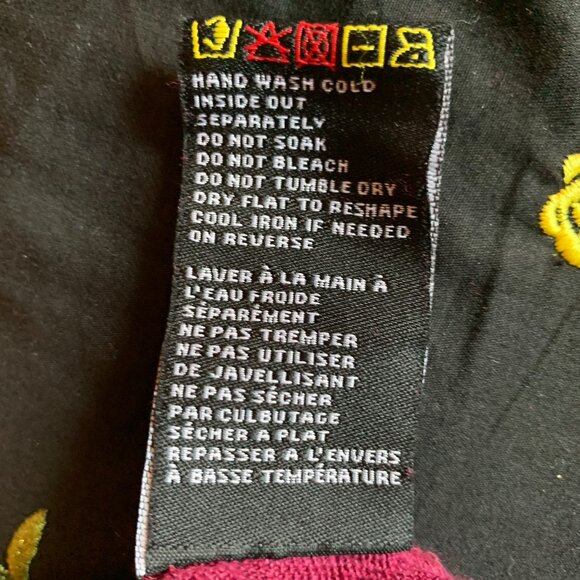 HAND WASH COLD
INSIDE OUT
SEPARATELY
DO NOT SOAK
DO NOT BLEACH
DO NOT TUMBLE DRY
DRY FLAT TO RESHAPE
COOL IRON IF NEEDED
ON REVERSE
LAVER À LA MAIN À
L'EAU FROIDE
SÉPARÉMENT
NE PAS TREMPER
NE PAS UTILISER
DE JAVELLISANT
NE PAS SÉCHER
PAR CULBUTAGE
SÉCHER A PLAT
REPASSER A L'ENVERS
À BASSE TEMPÉRATURE